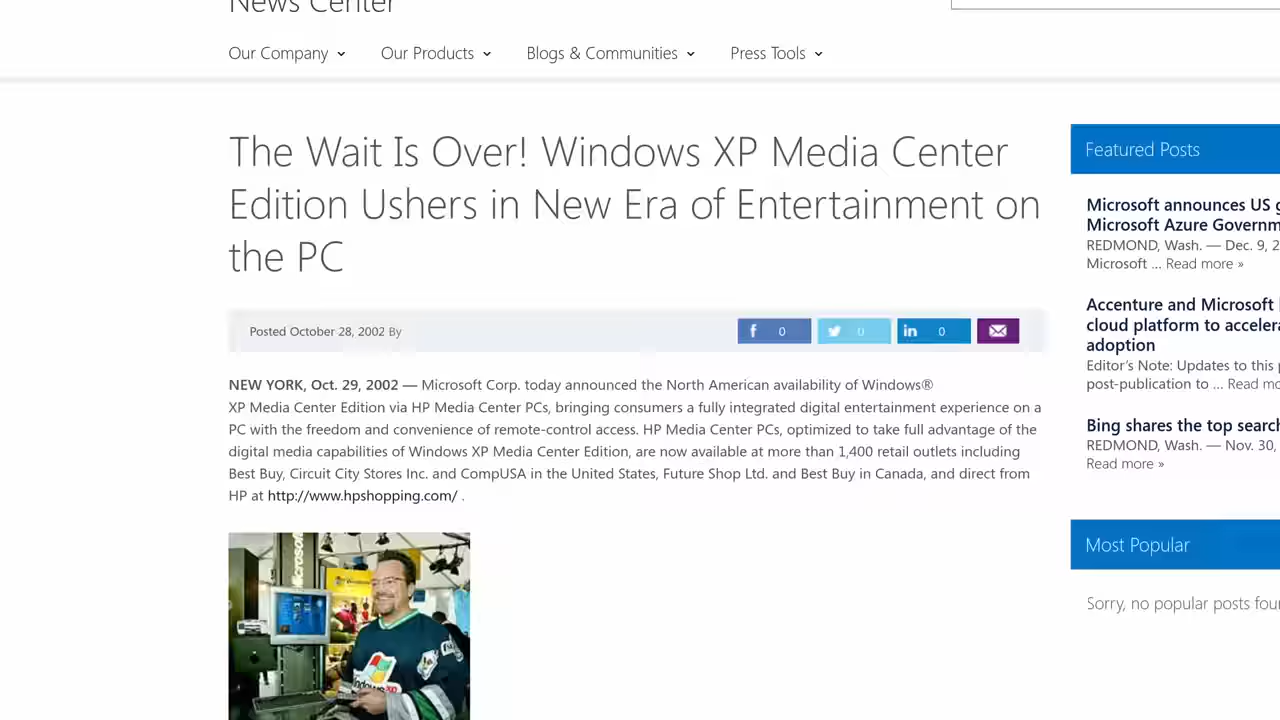 News Center
Our Company
Our Products
Blogs & Communities
Press Tools
The Wait Is Over! Windows XP Media Center
Edition Ushers in New Era of Entertainment on
the PC
Posted October 28, 2002 By
0
0
0
NEW YORK, Oct. 29, 2002 — Microsoft Corp. today announced the North American availability of Windows®
XP Media Center Edition via HP Media Center PCs, bringing consumers a fully integrated digital entertainment experience on a
PC with the freedom and convenience of remote-control access. HP Media Center PCs, optimized to take full advantage of the
digital media capabilities of Windows XP Media Center Edition, are now available at more than 1,400 retail outlets including
Best Buy, Circuit City Stores Inc. and CompUSA in the United States, Future Shop Ltd. and Best Buy in Canada, and direct from
HP at http://www.hpshopping.com/ .
Microsoft
Windows xp
Featured Posts
Microsoft announces US g
Microsoft Azure Governm
REDMOND, Wash. — Dec. 9, 2
Microsoft ... Read more »
Accenture and Microsoft
cloud platform to accelera
adoption
Editor's Note: Updates to this p
post-publication to ... Read mo
Bing shares the top search
REDMOND, Wash. — Nov. 30,
Read more »
Most Popular
Sorry, no popular posts foun